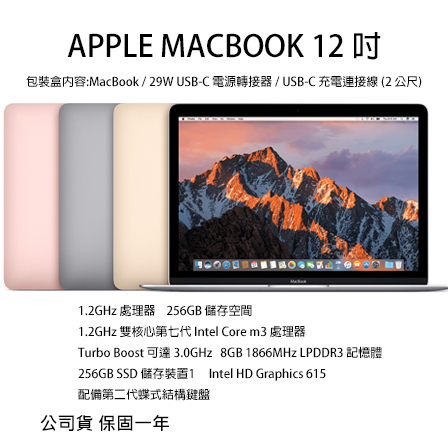 APPLE MACBOOK 12 吋
包裝盒內容:MacBook / 29W USB-C 電源轉接器 / USB-C 充電連接線 (2 公尺)
MacBook
1.2GHz 處理器 256GB 儲存空間
1.2GHz 雙核心第七代 Intel Core m3 處理器
Turbo Boost 可達 3.0GHz 8GB 1866MHz LPDDR3 記憶體
256GB SSD 儲存裝置1 Intel HD Graphics 615
配備第二代蝶式結構鍵盤
公司貨 保固一年